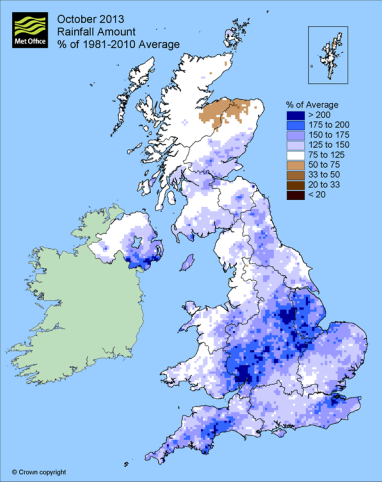 Met Office
October 2013
Rainfall Amount
% of 1981-2010 Average
% of Average
> 200
175 to 200
150 to 175
125 to 150
75 to 125
50 to 75
33 to 50
20 to 33
< 20
© Crown copyright